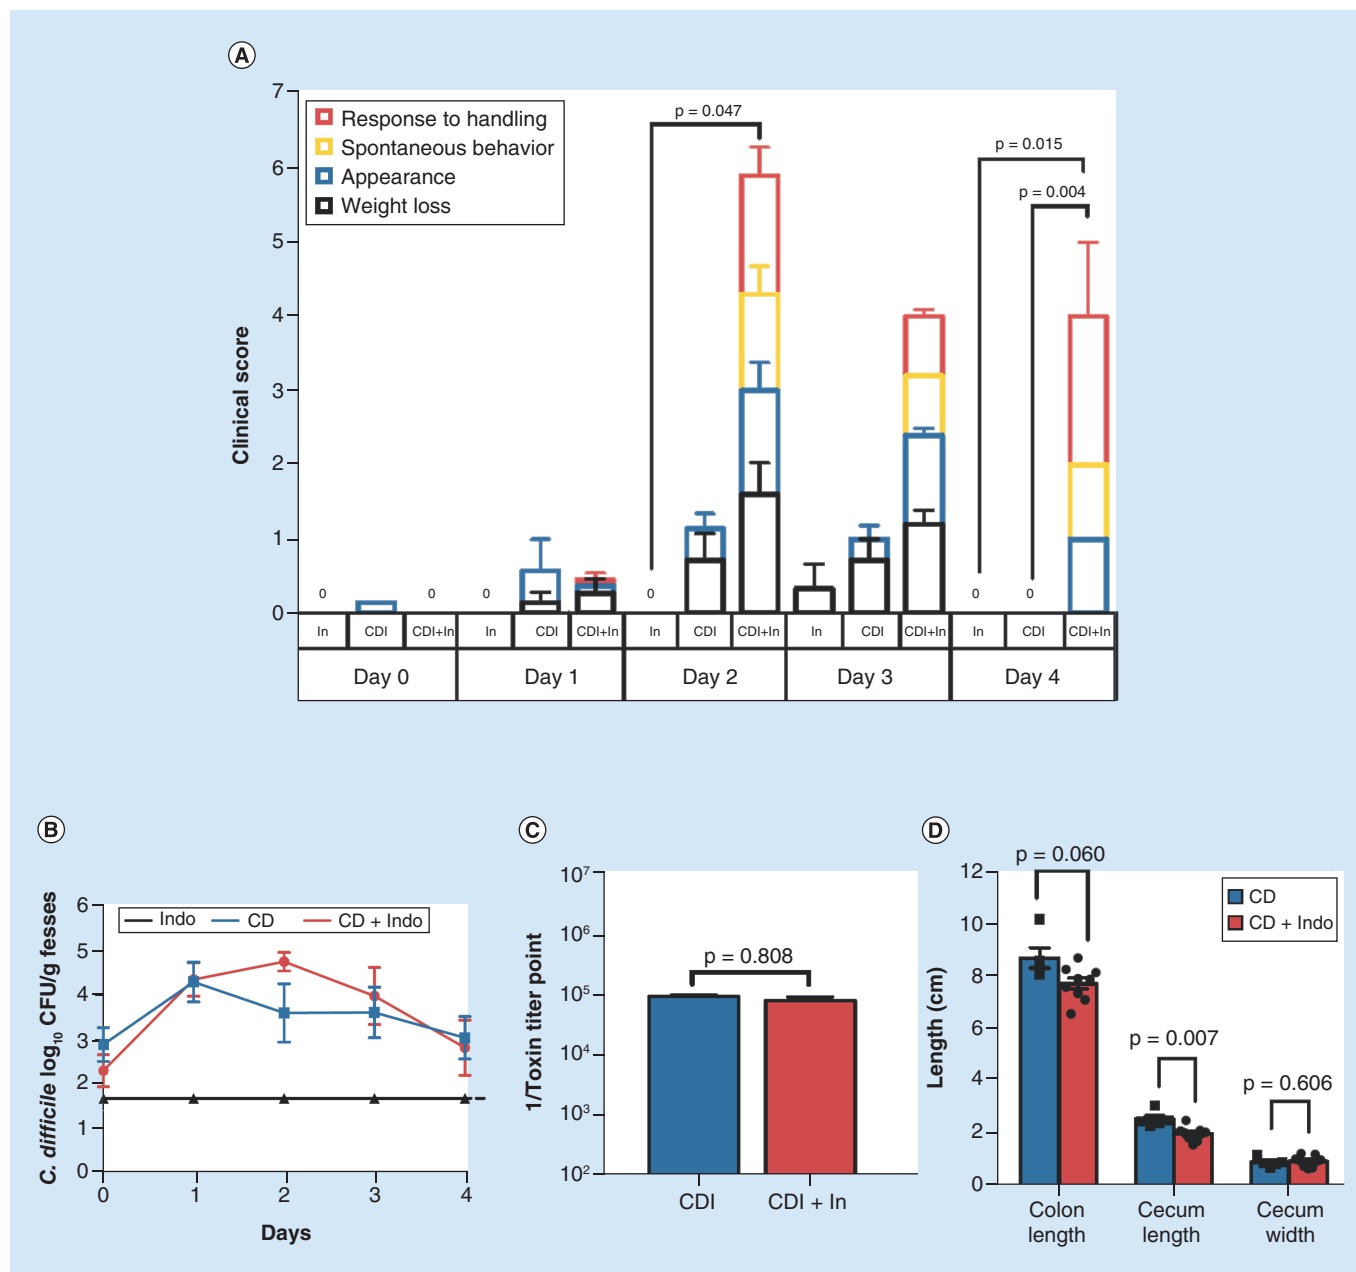 A
7
6
5
4
3
2
1
0
Clinical score
Response to handling
Spontaneous behavior
Appearance
Weight loss
p = 0.047
p = 0.015
p = 0.004
0 0 0 0 0 0
In CDI CDI+In In CDI CDI+In In CDI CDI+In In CDI CDI+In In CDI CDI+In
Day 0 Day 1 Day 2 Day 3 Day 4
B
C. difficile log₁₀ CFU/g fesses
6
5
4
3
2
1
0
Indo CD CD + Indo
0 1 2 3 4
Days
C
1/Toxin titer point
10⁷
10⁶
10⁵
10⁴
10³
10²
p = 0.808
CDI CDI + In
D
Length (cm)
12
10
8
6
4
2
0
p = 0.060
CD
CD + Indo
p = 0.007
p = 0.606
Colon length
Cecum length
Cecum width